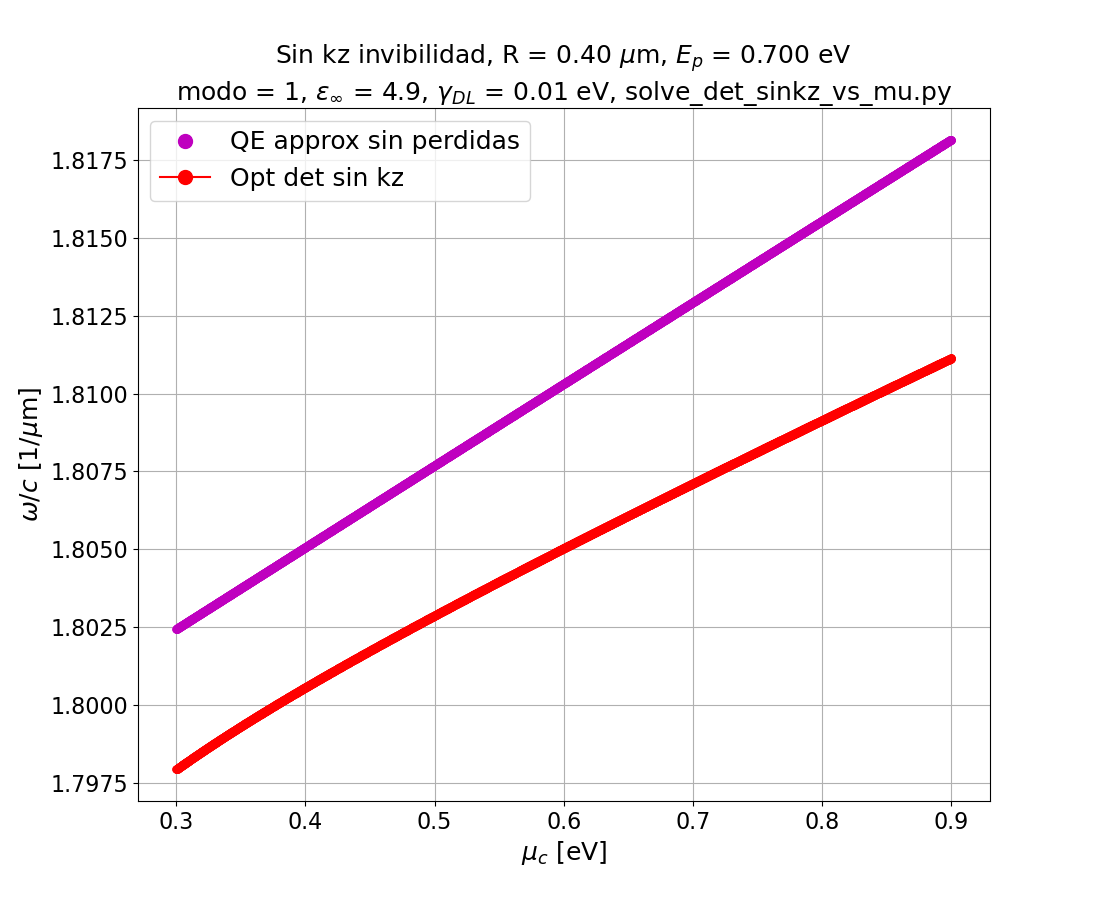 Sin kz invibilidad, R = 0.40 μm, E_p = 0.700 eV
modo = 1, ε_∞ = 4.9, γ_DL = 0.01 eV, solve_det_sinkz_vs_mu.py
QE approx sin perdidas
Opt det sin kz
1.8175
1.8150
1.8125
1.8100
1.8075
1.8050
1.8025
1.8000
1.7975
ω/c [1/μm]
0.3 0.4 0.5 0.6 0.7 0.8 0.9
μ_c [eV]